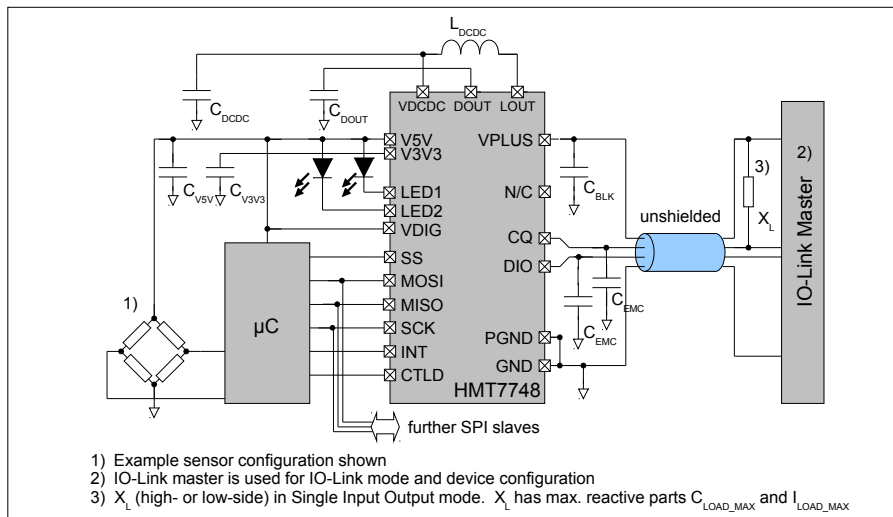 L_DCDC
C_DCDC
C_DOUT
VDCDC DOUT LOUT
V5V
V3V3
VPLUS
C_V5V
C_V3V3
LED1
LED2
VDIG
N/C
C_BLK
unshielded
3)
X_L
2)
IO-Link Master
CQ
DIO
C_EMC
C_EMC
SS
MOSI
MISO
SCK
INT
CTLD
1)
µC
PGND
GND
HMT7748
further SPI slaves
1) Example sensor configuration shown
2) IO-Link master is used for IO-Link mode and device configuration
3) X_L (high- or low-side) in Single Input Output mode. X_L has max. reactive parts C_LOAD_MAX and I_LOAD_MAX